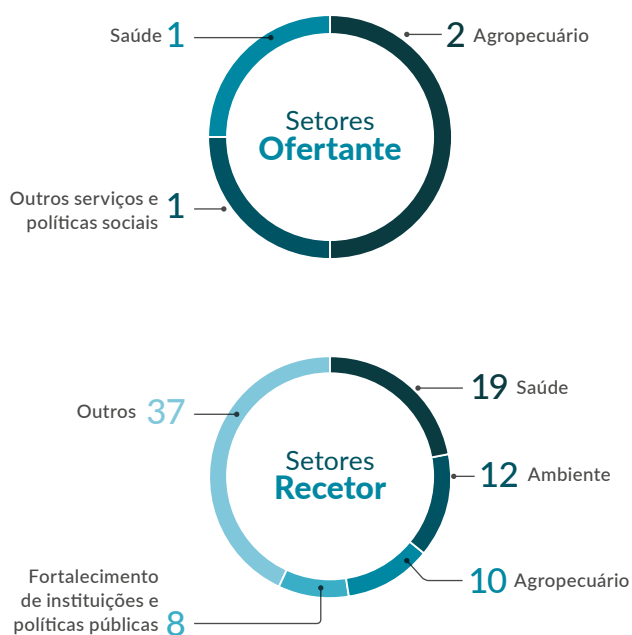 Saúde 1
2 Agropecuário
Setores
Ofertante
Outros serviços e
políticas sociais 1
19 Saúde
Outros 37
Setores
Recetor
12 Ambiente
10 Agropecuário
Fortalecimento
de instituições e
políticas públicas 8